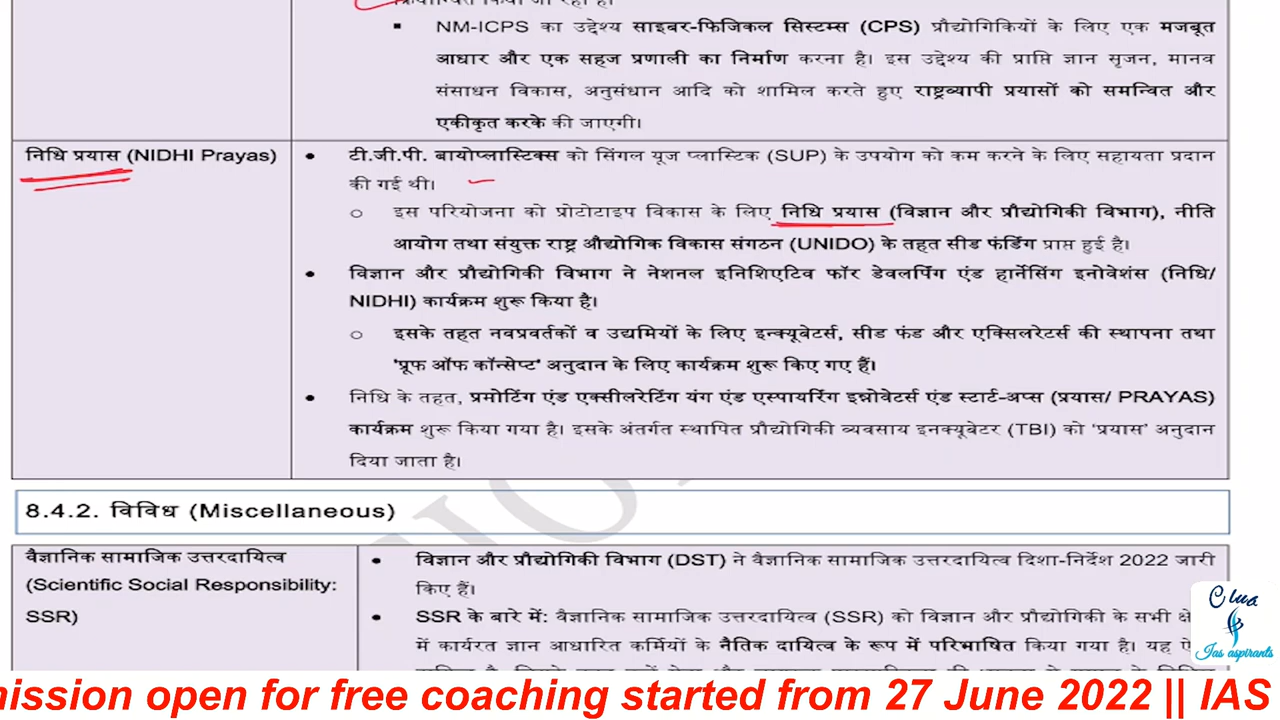 NM-ICPS का उद्देश्य साइबर-फिजिकल सिस्टम्स (CPS) प्रौद्योगिकियों के लिए एक मजबूत
आधार और एक सहज प्रणाली का निर्माण करना है। इस उद्देश्य की प्राप्ति ज्ञान सृजन, मानव
संसाधन विकास, अनुसंधान आदि को शामिल करते हुए राष्ट्रव्यापी प्रयासों को समन्वित और
एकीकृत करके की जाएगी।
निधि प्रयास (NIDHI Prayas)
टी.जी.पी. बायोप्लास्टिक्स को सिंगल यूज प्लास्टिक (SUP) के उपयोग को कम करने के लिए सहायता प्रदान
की गई थी।
इस परियोजना को प्रोटोटाइप विकास के लिए निधि प्रयास (विज्ञान और प्रौद्योगिकी विभाग), नीति
आयोग तथा संयुक्त राष्ट्र औद्योगिक विकास संगठन (UNIDO) के तहत सीड फंडिंग प्राप्त हुई है।
विज्ञान और प्रौद्योगिकी विभाग ने नेशनल इनिशिएटिव फॉर डेवलपिंग एंड हार्नेसिंग इनोवेशंस (निधि/
NIDHI) कार्यक्रम शुरू किया है।
इसके तहत नवप्रवर्तकों व उद्यमियों के लिए इन्क्यूबेटर्स, सीड फंड और एक्सिलरेटर्स की स्थापना तथा
'प्रूफ ऑफ कॉन्सेप्ट' अनुदान के लिए कार्यक्रम शुरू किए गए हैं।
निधि के तहत, प्रमोटिंग एंड एक्सीलरेटिंग यंग एंड एस्पायरिंग इन्नोवेटर्स एंड स्टार्ट-अप्स (प्रयास/ PRAYAS)
कार्यक्रम शुरू किया गया है। इसके अंतर्गत स्थापित प्रौद्योगिकी व्यवसाय इनक्यूबेटर (TBI) को 'प्रयास' अनुदान
दिया जाता है।
8.4.2. विविध (Miscellaneous)
वैज्ञानिक सामाजिक उत्तरदायित्व
(Scientific Social Responsibility:
SSR)
विज्ञान और प्रौद्योगिकी विभाग (DST) ने वैज्ञानिक सामाजिक उत्तरदायित्व दिशा-निर्देश 2022 जारी
किए हैं।
SSR के बारे में: वैज्ञानिक सामाजिक उत्तरदायित्व (SSR) को विज्ञान और प्रौद्योगिकी के सभी
में कार्यरत ज्ञान आधारित कर्मियों के नैतिक दायित्व के रूप में परिभाषित किया गया है। यह
Ias aspirants
mission open for free coaching started from 27 June 2022 || IAS